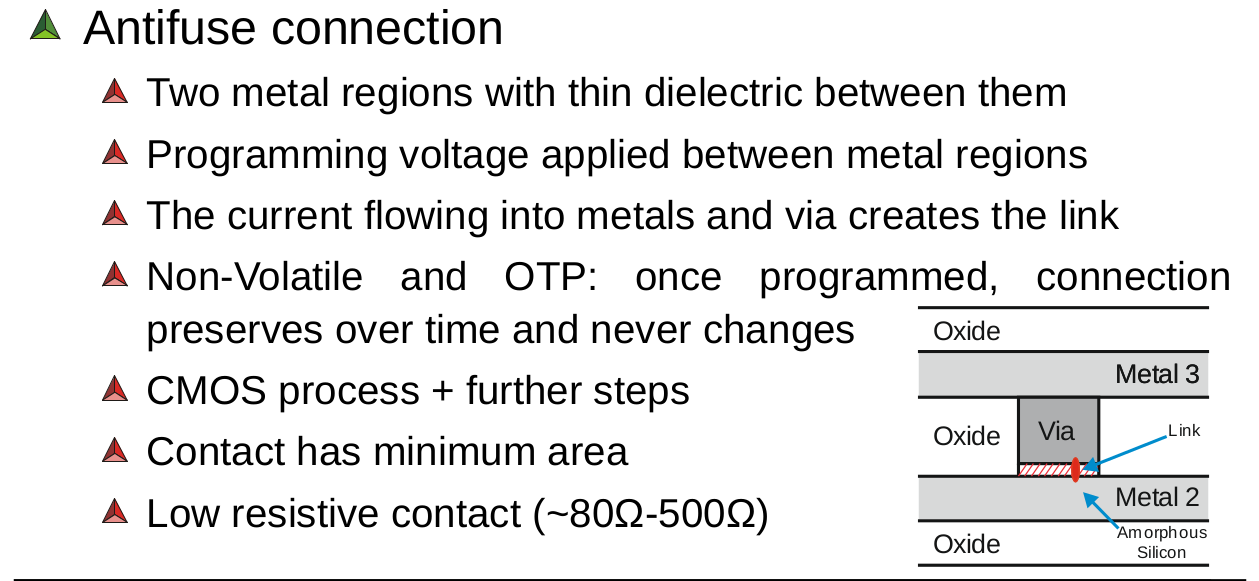 Antifuse connection
Two metal regions with thin dielectric between them
Programming voltage applied between metal regions
The current flowing into metals and via creates the link
Non-Volatile and OTP: once programmed, connection
preserves over time and never changes
CMOS process + further steps
Contact has minimum area
Low resistive contact (~80Ω-500Ω)
Oxide
Metal 3
Oxide
Via
Link
Metal 2
Amorphous
Silicon
Oxide